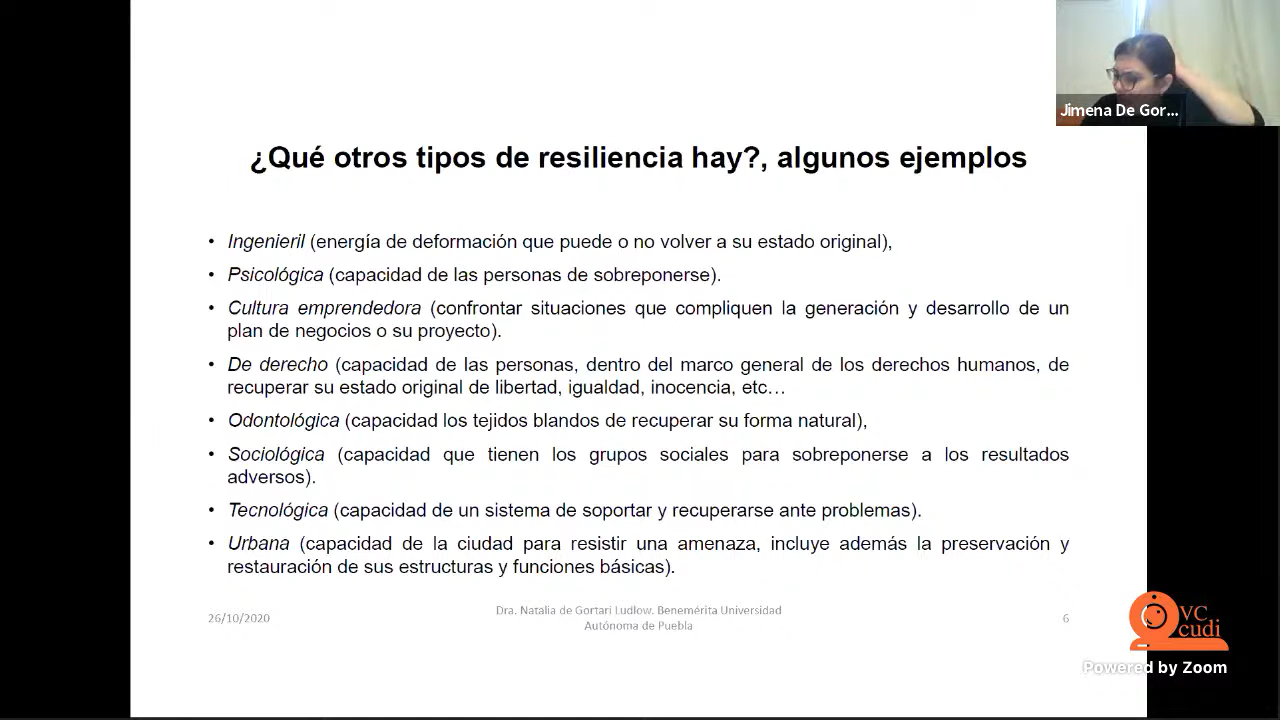 Jimena De Gor...
¿Qué otros tipos de resiliencia hay?, algunos ejemplos
• Ingenieril (energía de deformación que puede o no volver a su estado original),
• Psicológica (capacidad de las personas de sobreponerse).
• Cultura emprendedora (confrontar situaciones que compliquen la generación y desarrollo de un
plan de negocios o su proyecto).
• De derecho (capacidad de las personas, dentro del marco general de los derechos humanos, de
recuperar su estado original de libertad, igualdad, inocencia, etc…
• Odontológica (capacidad los tejidos blandos de recuperar su forma natural),
• Sociológica (capacidad que tienen los grupos sociales para sobreponerse a los resultados
adversos).
• Tecnológica (capacidad de un sistema de soportar y recuperarse ante problemas).
• Urbana (capacidad de la ciudad para resistir una amenaza, incluye además la preservación y
restauración de sus estructuras y funciones básicas).
26/10/2020
Dra. Natalia de Gortari Ludlow. Benemérita Universidad
Autónoma de Puebla
6
VC
cudi
Powered by Zoom